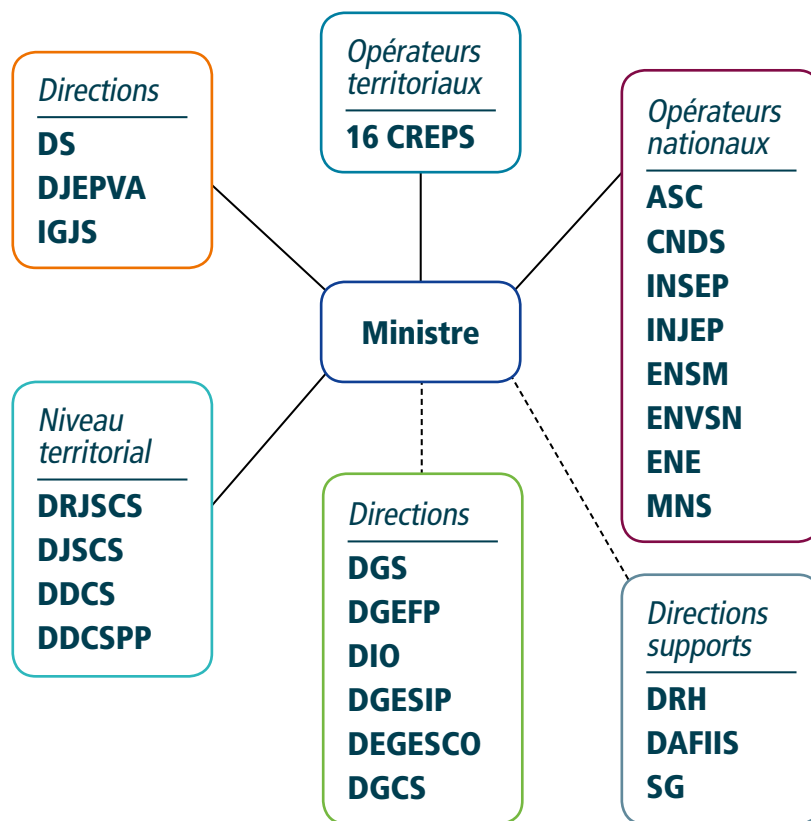 Directions
DS
DJEPVA
IGJS
Opérateurs
territoriaux
16 CREPS
Opérateurs
nationaux
ASC
CNDS
INSEP
INJEP
ENSM
ENVSN
ENE
MNS
Ministre
Niveau
territorial
DRJSCS
DJSCS
DDCS
DDCSPP
Directions
DGS
DGEFP
DIO
DGESIP
DEGESCO
DGCS
Directions
supports
DRH
DAFIIS
SG